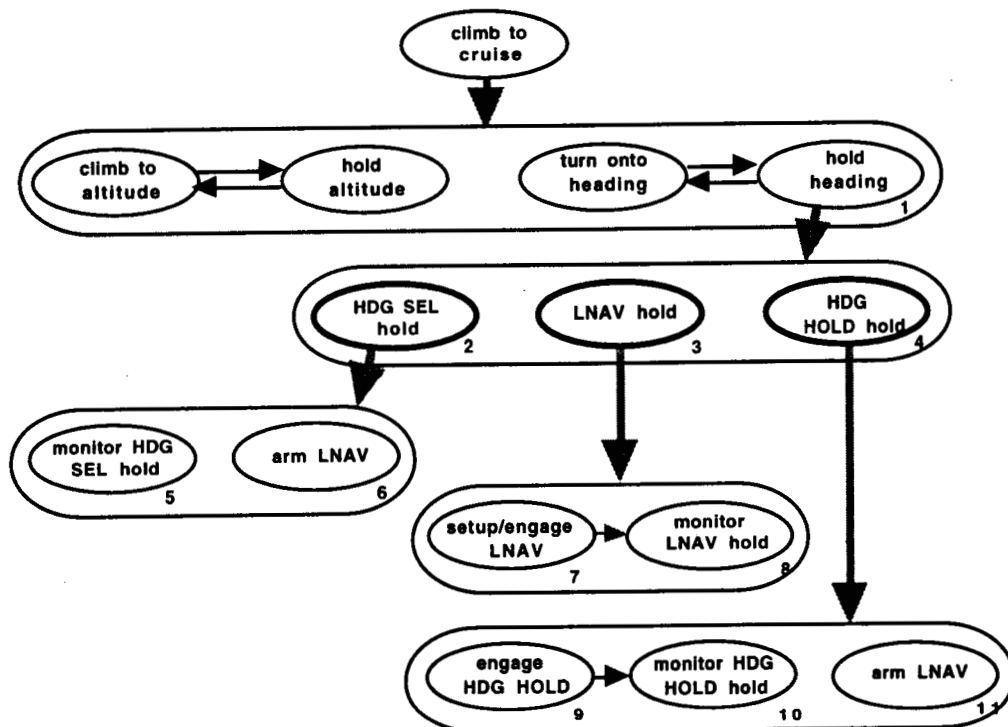 climb to
cruise
climb to
altitude
hold
altitude
turn onto
heading
hold
heading
1
HDG SEL
hold
2
LNAV hold
3
HDG
HOLD hold
4
monitor HDG
SEL hold
5
arm LNAV
6
setup/engage
LNAV
7
monitor
LNAV hold
8
engage
HDG HOLD
9
monitor HDG
HOLD hold
10
arm LNAV
11